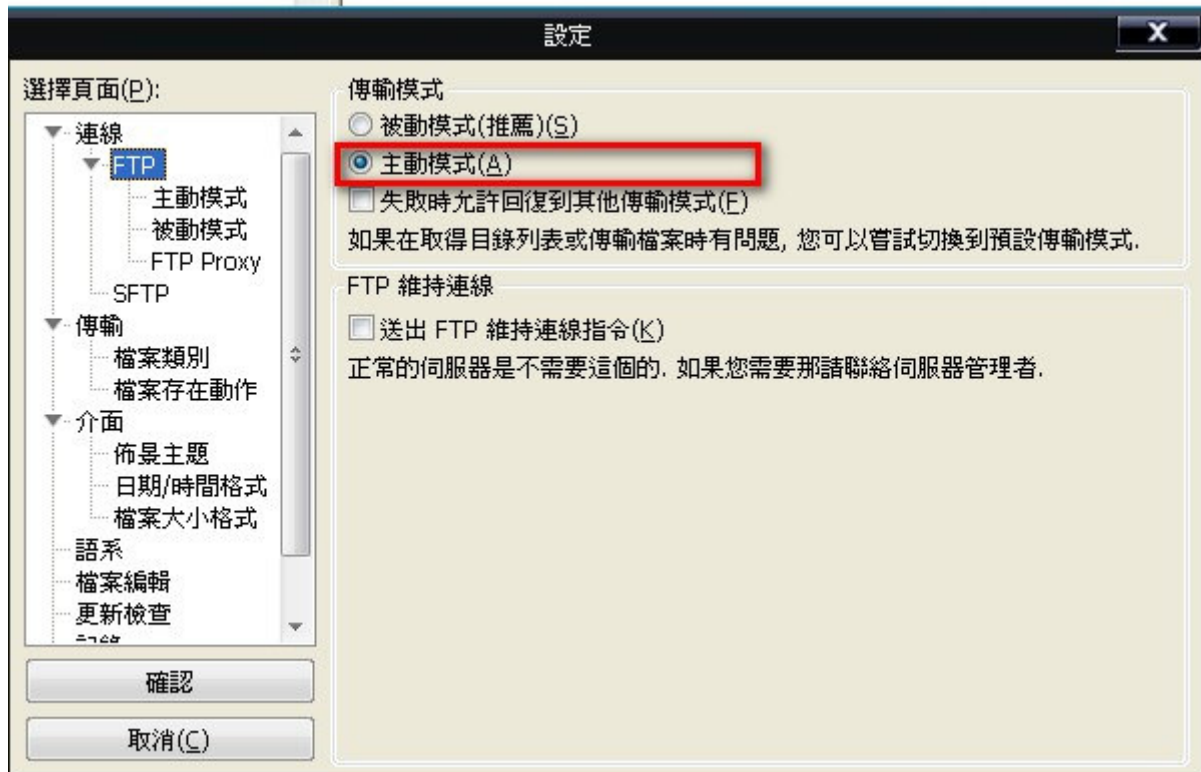 設定
選擇頁面(P):
連線
FTP
主動模式
被動模式
FTP Proxy
SFTP
傳輸
檔案類別
檔案存在動作
介面
佈景主題
日期/時間格式
檔案大小格式
語系
檔案編輯
更新檢查
確認
取消(C)
傳輸模式
被動模式(推薦)(S)
主動模式(A)
失敗時允許回復到其他傳輸模式(F)
如果在取得目錄列表或傳輸檔案時有問題, 您可以嘗試切換到預設傳輸模式.
FTP 維持連線
送出 FTP 維持連線指令(K)
正常的伺服器是不需要這個的. 如果您需要那請聯絡伺服器管理者.